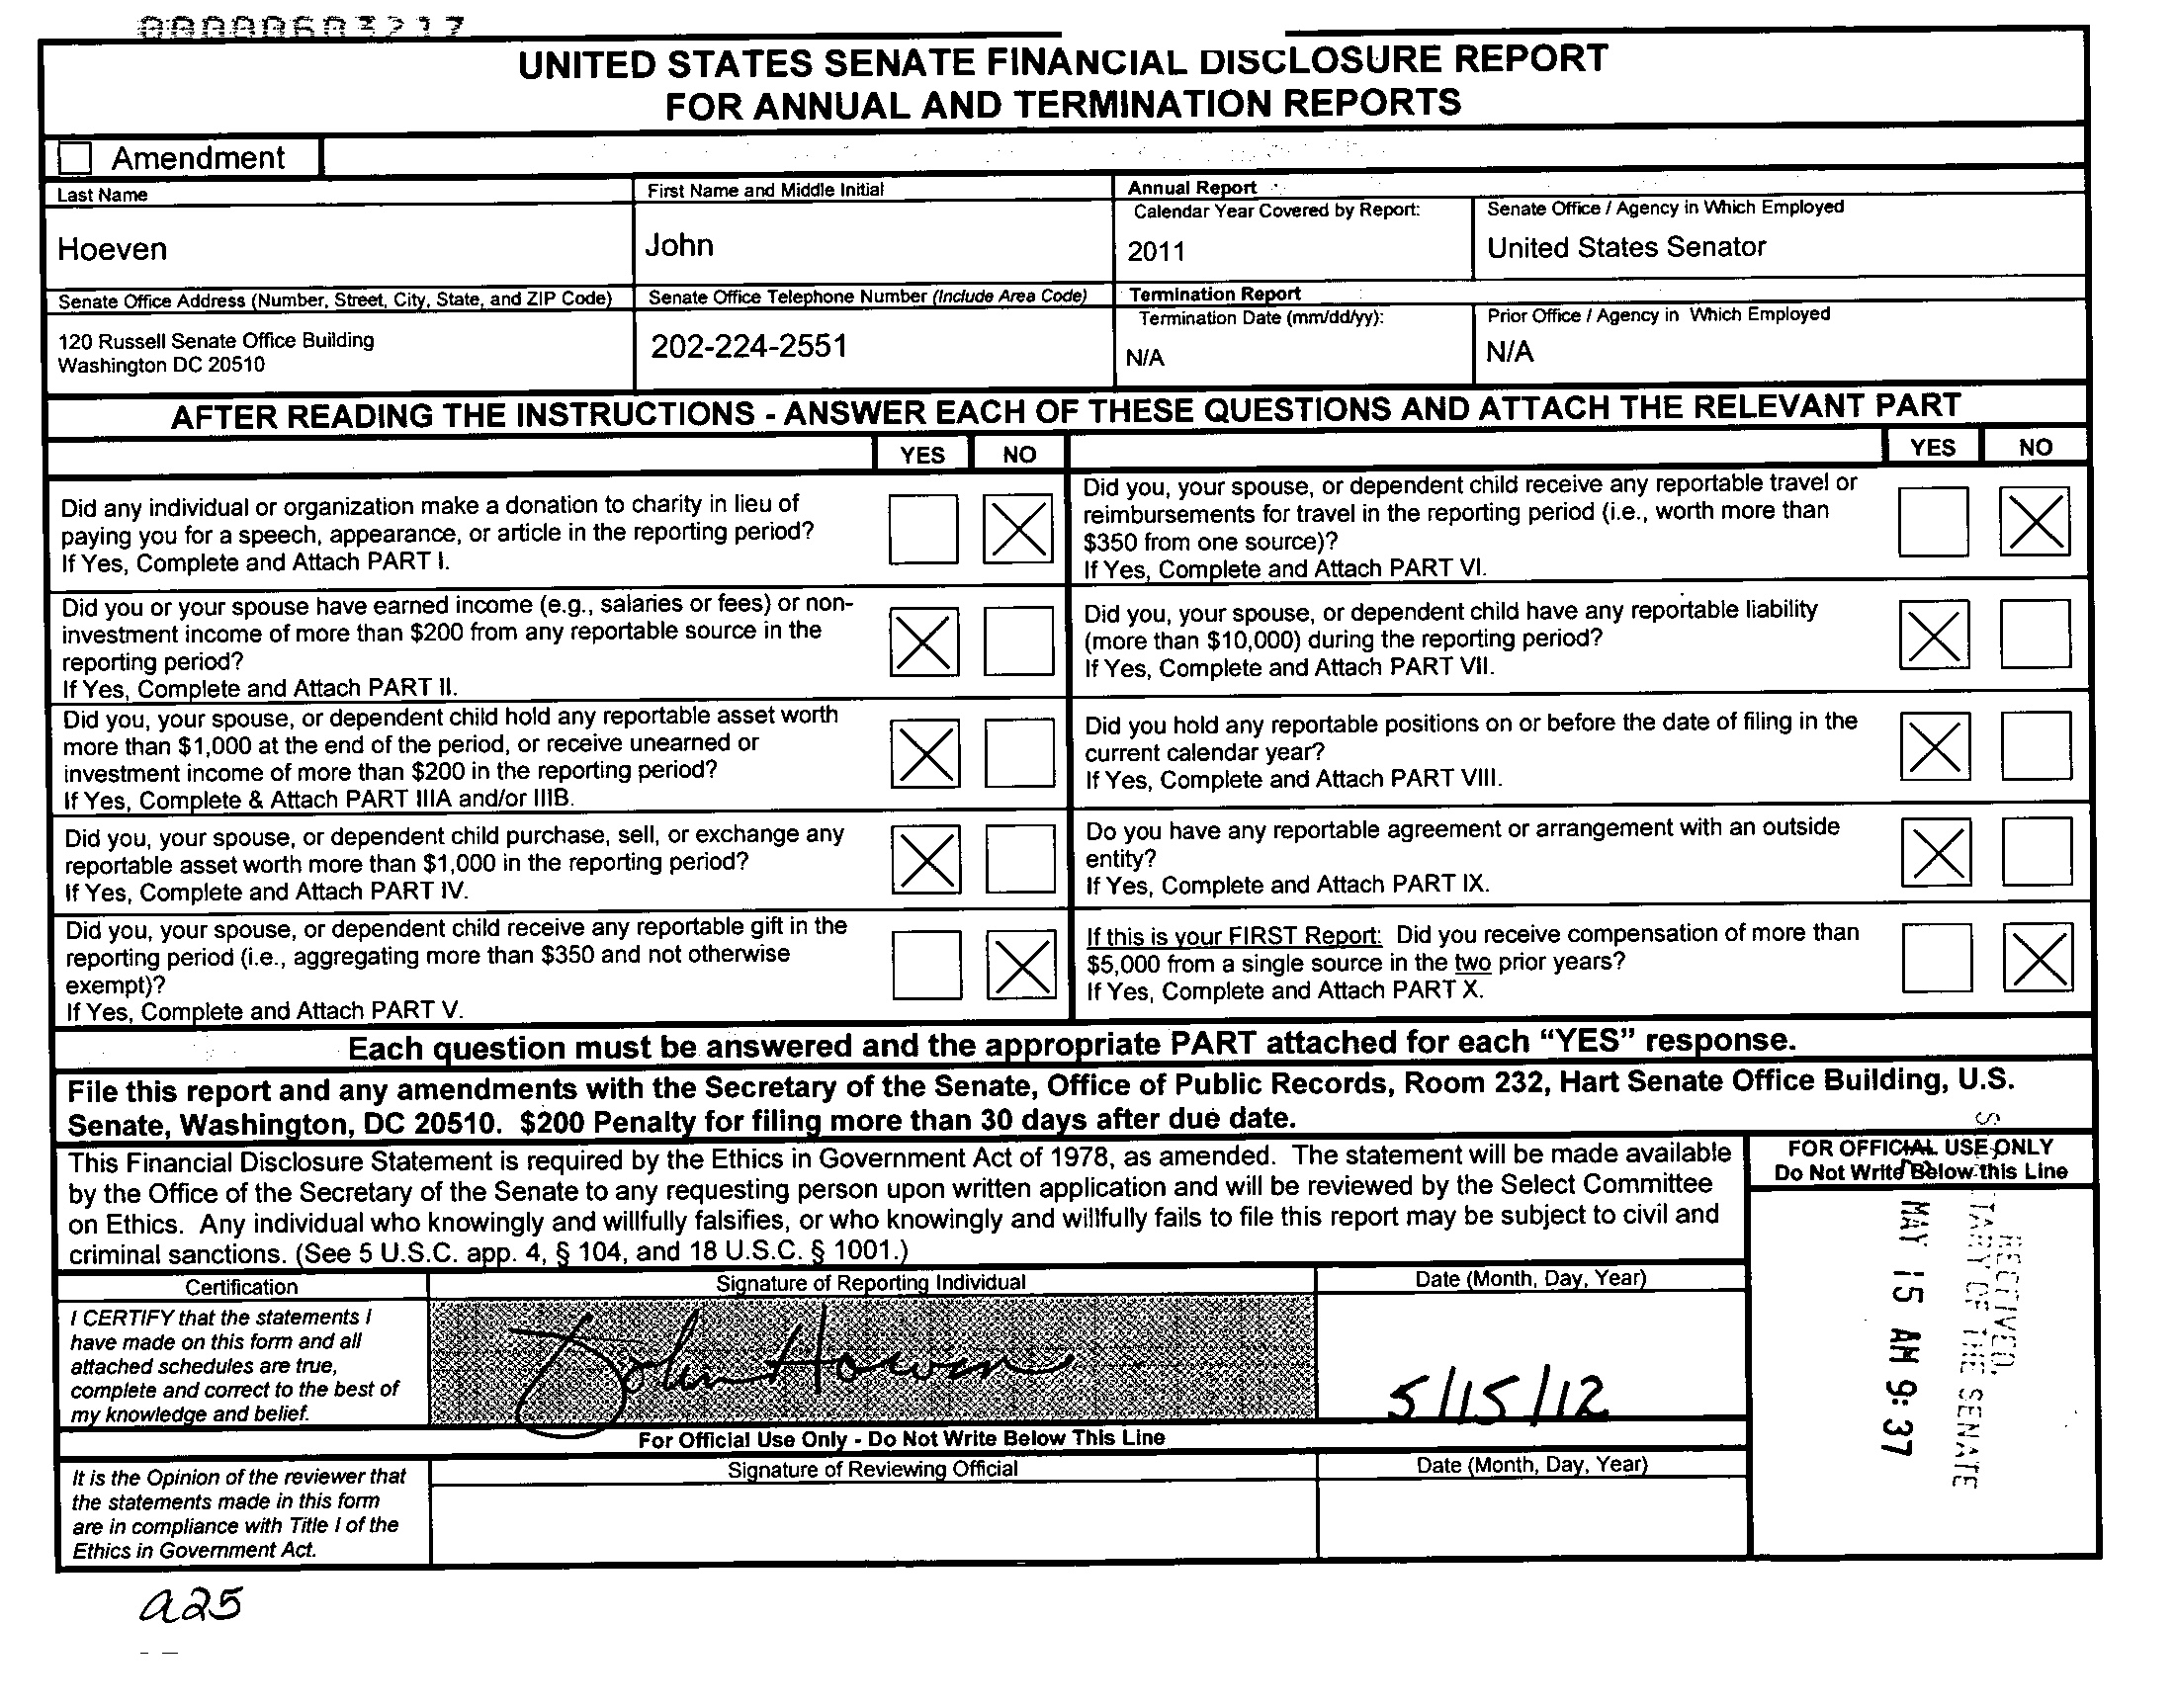 UNITED STATES SENATE FINANCIAL DISCLOSURE REPORT
FOR ANNUAL AND TERMINATION REPORTS
Amendment
Last Name
First Name and Middle Initial
Annual Report
Calendar Year Covered by Report:
Senate Office / Agency in Which Employed
Hoeven
John
2011
United States Senator
Senate Office Address (Number, Street, City, State, and ZIP Code)
Senate Office Telephone Number (Include Area Code)
Termination Report
Termination Date (mm/dd/yy):
Prior Office / Agency in Which Employed
120 Russell Senate Office Building
Washington DC 20510
202-224-2551
N/A
N/A
AFTER READING THE INSTRUCTIONS - ANSWER EACH OF THESE QUESTIONS AND ATTACH THE RELEVANT PART
YES NO
YES NO
Did any individual or organization make a donation to charity in lieu of
paying you for a speech, appearance, or article in the reporting period?
If Yes, Complete and Attach PART I.
Did you, your spouse, or dependent child receive any reportable travel or
reimbursements for travel in the reporting period (i.e., worth more than
$350 from one source)?
If Yes, Complete and Attach PART VI.
Did you or your spouse have earned income (e.g., salaries or fees) or non-
investment income of more than $200 from any reportable source in the
reporting period?
If Yes, Complete and Attach PART II.
Did you, your spouse, or dependent child have any reportable liability
(more than $10,000) during the reporting period?
If Yes, Complete and Attach PART VII.
Did you, your spouse, or dependent child hold any reportable asset worth
more than $1,000 at the end of the period, or receive unearned or
investment income of more than $200 in the reporting period?
If Yes, Complete & Attach PART IIIA and/or IIIB.
Did you hold any reportable positions on or before the date of filing in the
current calendar year?
If Yes, Complete and Attach PART VIII.
Did you, your spouse, or dependent child purchase, sell, or exchange any
reportable asset worth more than $1,000 in the reporting period?
If Yes, Complete and Attach PART IV.
Do you have any reportable agreement or arrangement with an outside
entity?
If Yes, Complete and Attach PART IX.
Did you, your spouse, or dependent child receive any reportable gift in the
reporting period (i.e., aggregating more than $350 and not otherwise
exempt)?
If Yes, Complete and Attach PART V.
If this is your FIRST Report: Did you receive compensation of more than
$5,000 from a single source in the two prior years?
If Yes, Complete and Attach PART X.
Each question must be answered and the appropriate PART attached for each “YES” response.
File this report and any amendments with the Secretary of the Senate, Office of Public Records, Room 232, Hart Senate Office Building, U.S.
Senate, Washington, DC 20510. $200 Penalty for filing more than 30 days after due date.
This Financial Disclosure Statement is required by the Ethics in Government Act of 1978, as amended. The statement will be made available
by the Office of the Secretary of the Senate to any requesting person upon written application and will be reviewed by the Select Committee
on Ethics. Any individual who knowingly and willfully falsifies, or who knowingly and willfully fails to file this report may be subject to civil and
criminal sanctions. (See 5 U.S.C. app. 4, § 104, and 18 U.S.C. § 1001.)
FOR OFFICIAL USE ONLY
Do Not Write Below this Line
Certification
Signature of Reporting Individual
Date (Month, Day, Year)
I CERTIFY that the statements I
have made on this form and all
attached schedules are true,
complete and correct to the best of
my knowledge and belief.
John Hoeven
5/15/12
RECEIVED
OF THE SENATE
MAY 15 AM 9:37
For Official Use Only - Do Not Write Below This Line
It is the Opinion of the reviewer that
the statements made in this form
are in compliance with Title I of the
Ethics in Government Act.
Signature of Reviewing Official
Date (Month, Day, Year)
a25